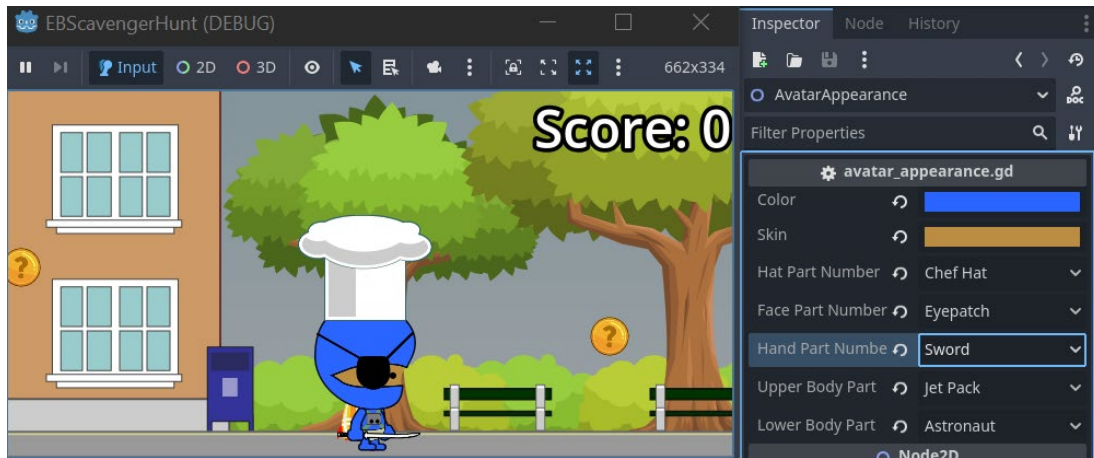 EBScavengerHunt (DEBUG)
Input 2D 3D 662x334
Score: 0
?
?
Inspector Node History
AvatarAppearance
DOC
Filter Properties
avatar_appearance.gd
Color
Skin
Hat Part Number Chef Hat
Face Part Number Eyepatch
Hand Part Numbe Sword
Upper Body Part Jet Pack
Lower Body Part Astronaut
Node2D